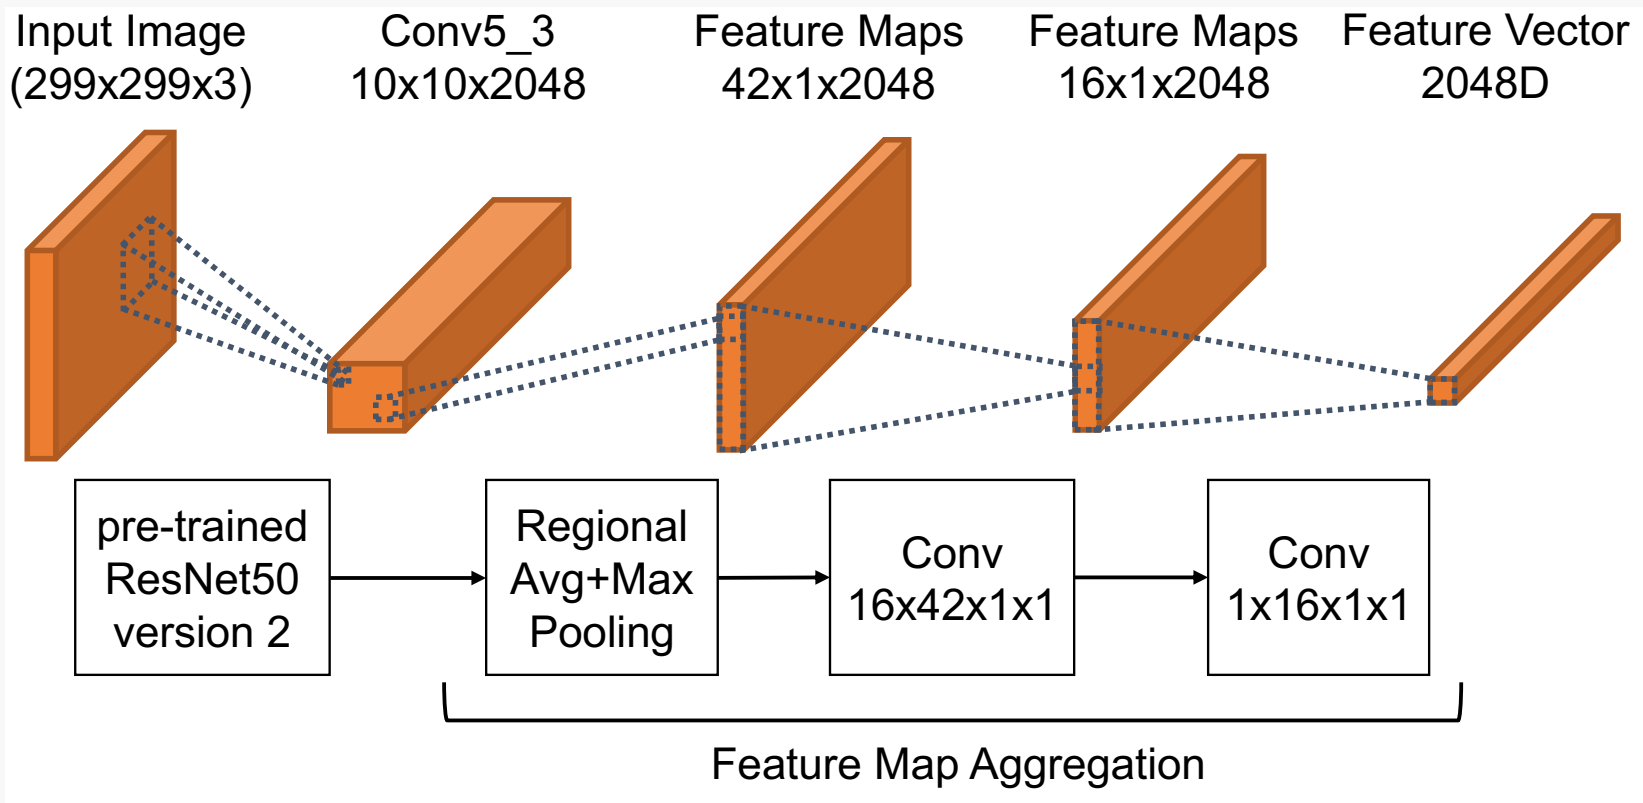 Input Image
(299x299x3)
Conv5_3
10x10x2048
Feature Maps
42x1x2048
Feature Maps
16x1x2048
Feature Vector
2048D
pre-trained
ResNet50
version 2
Regional
Avg+Max
Pooling
Conv
16x42x1x1
Conv
1x16x1x1
Feature Map Aggregation